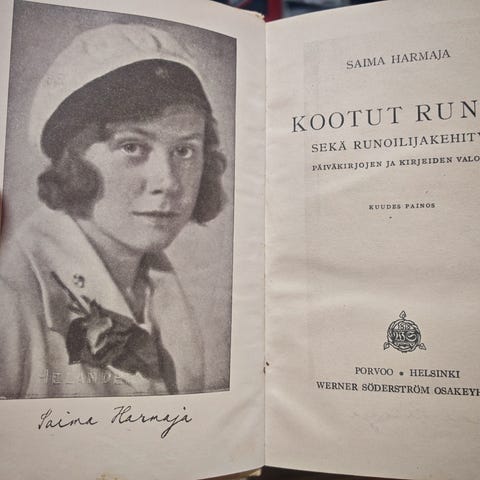 HELANDER
Saima Harmaja
SAIMA HARMAJA
KOOTUT RUN
SEKÄ RUNOILIJAKEHITY
PÄIVÄKIRJOJEN JA KIRJEIDEN VALO
KUUDES PAINOS
PORVOO • HELSINKI
WERNER SÖDERSTRÖM OSAKEYH